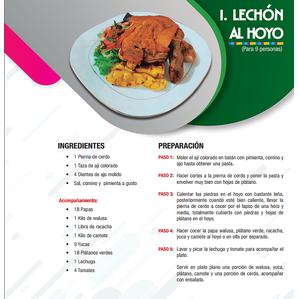 1. LECHÓN
AL HOYO
(Para 9 personas)
INGREDIENTES
• 1 Pierna de cerdo
• 1 Taza de ají colorado
• 4 Dientes de ajo molido
• Sal, comino y pimienta a gusto
Acompañamiento:
• 18 Papas
• 1 Kilo de walusa
• 1 Libra de racacha
• 1 Kilo de camote
• 9 Yucas
• 18 Plátanos verdes
• 1 Lechuga
• 4 Tomates
PREPARACIÓN
PASO 1: Moler el ají colorado en batán con pimienta, comino y
ajo hasta obtener una pasta.
PASO 2: Hacer cortes a la pierna de cerdo y poner la pasta y
envolver muy bien con hojas de plátano.
PASO 3: Calentar las piedras en el hoyo con bastante leña,
posteriormente cuando esté bien caliente, llevar la
pierna de cerdo a cocer por el lapso de una hora y
media, totalmente cubierto con piedras y hojas de
plátano en el hoyo.
PASO 4: Hacer cocer la papa walusa, plátano verde, racacha,
yuca y camote al hoyo o en olla por separado.
PASO 5: Lavar y picar la lechuga y tomate para acompañar el
plato.
Servir en plato plano una porción de walusa, yuca,
plátano, camote y una porción de cerdo, acompañar
con ensalada.